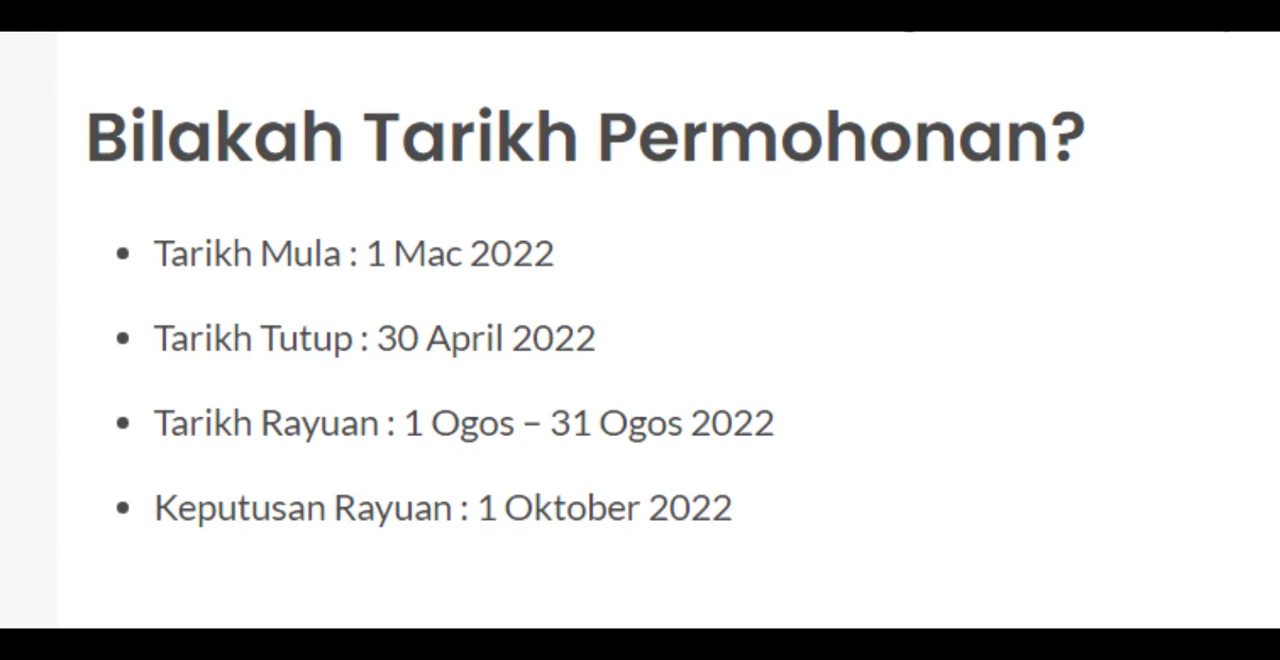 Bilakah Tarikh Permohonan?
• Tarikh Mula : 1 Mac 2022
• Tarikh Tutup : 30 April 2022
• Tarikh Rayuan : 1 Ogos – 31 Ogos 2022
• Keputusan Rayuan : 1 Oktober 2022